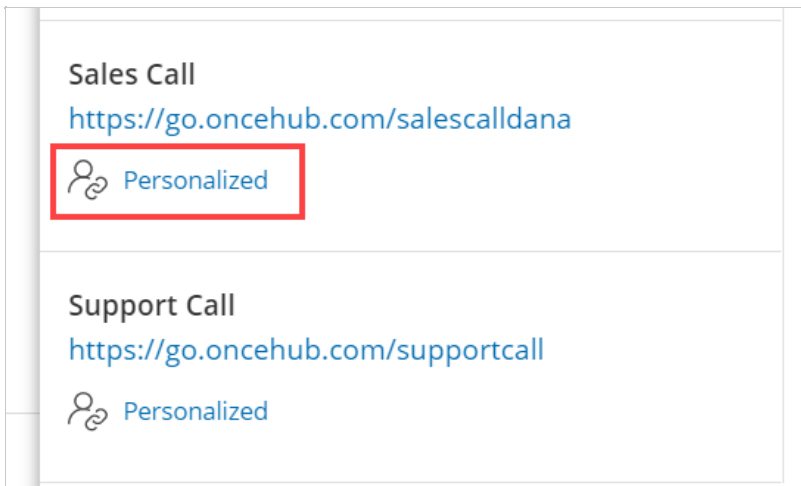 Sales Call
https://go.oncehub.com/salescalldana
Personalized
Support Call
https://go.oncehub.com/supportcall
Personalized